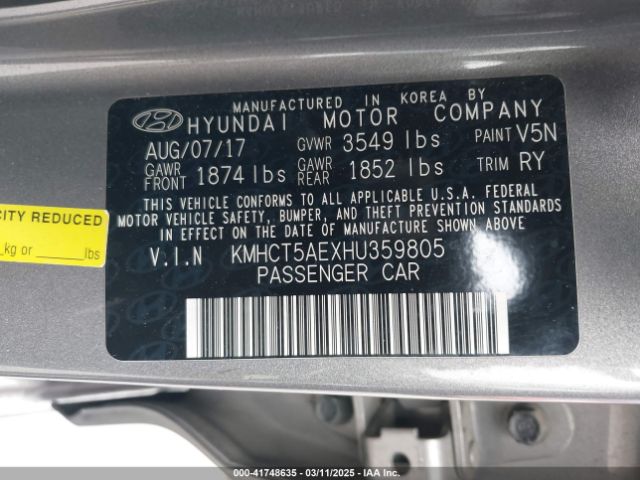 MANUFACTURED IN KOREA BY
HYUNDAI MOTOR COMPANY
AUG/07/17 GVWR 3549 lbs PAINT V5N
GAWR FRONT 1874 lbs GAWR REAR 1852 lbs TRIM RY
THIS VEHICLE CONFORMS TO ALL APPLICABLE U.S.A. FEDERAL
MOTOR VEHICLE SAFETY, BUMPER, AND THEFT PREVENTION STANDARDS
IN EFFECT ON THE DATE OF MANUFACTURE SHOWN ABOVE
V.I.N KMHCT5AEXHU359805
PASSENGER CAR
CITY REDUCED
kg or ______lbs
000-41748635 - 03/11/2025 - IAA Inc.